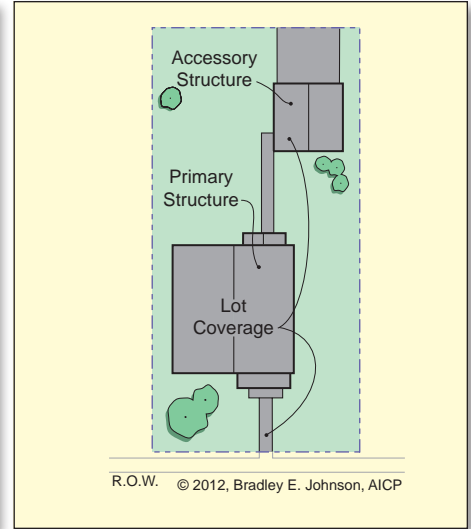 Accessory
Structure
Primary
Structure
Lot
Coverage
R.O.W. © 2012, Bradley E. Johnson, AICP